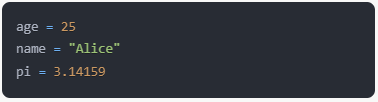 age = 25
name = "Alice"
pi = 3.14159